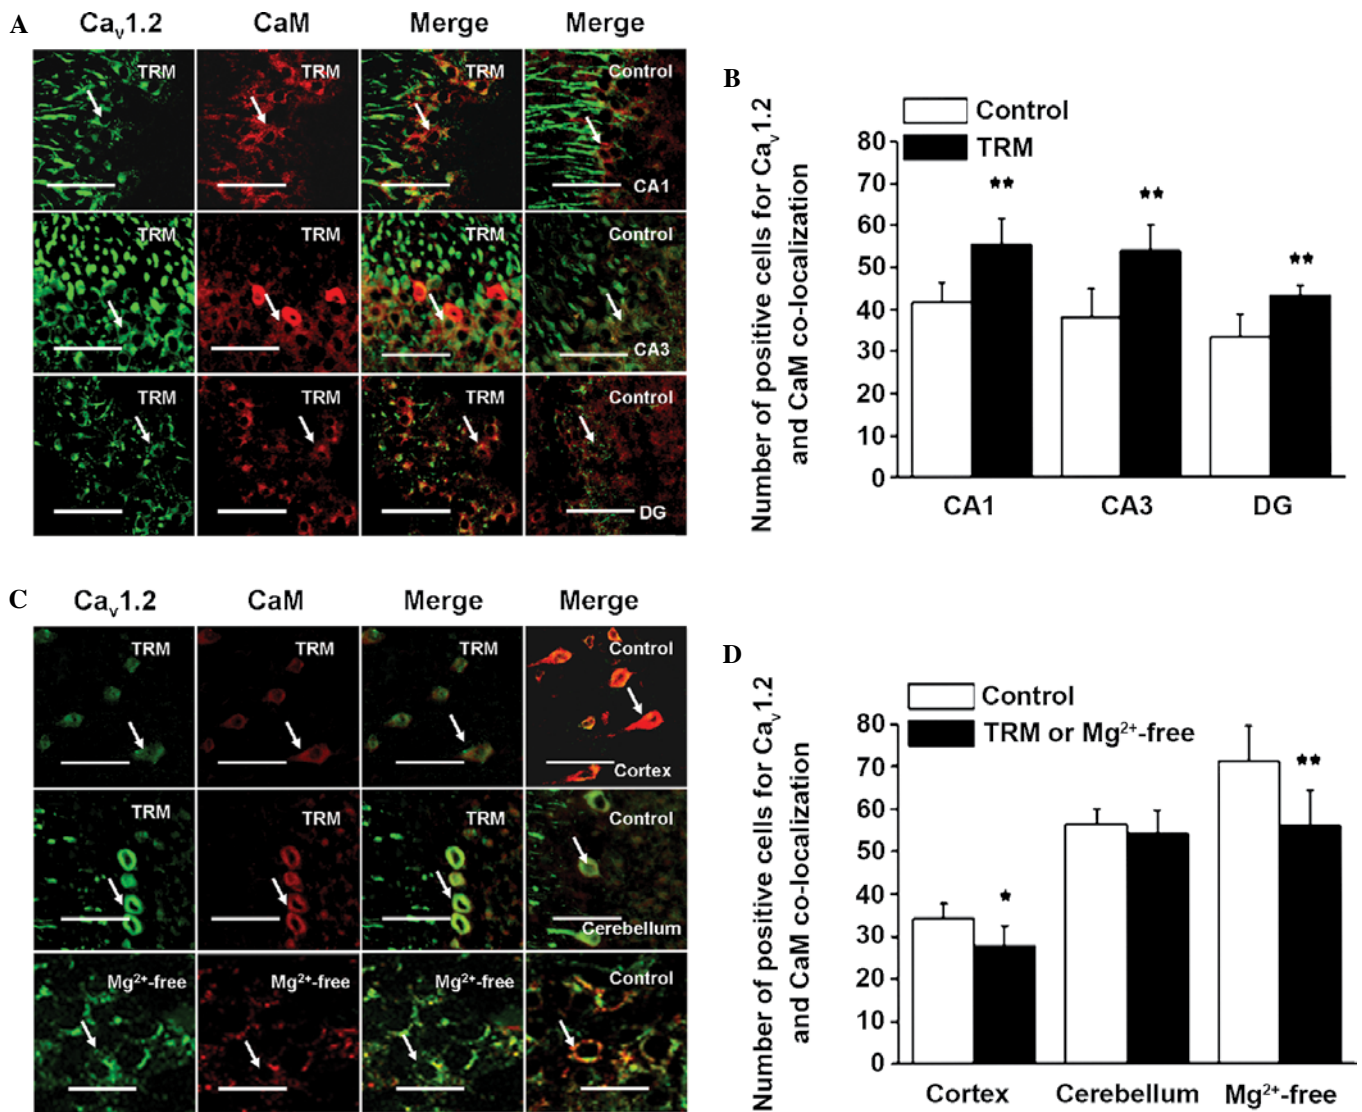 A
Caᵥ1.2 CaM Merge Merge
TRM TRM TRM Control
CA1
TRM TRM TRM Control
CA3
TRM TRM TRM Control
DG
B
Control
TRM
Number of positive cells for Caᵥ1.2
and CaM co-localization
80
70
60
50
40
30
20
10
0
** ** **
CA1 CA3 DG
C
Caᵥ1.2 CaM Merge Merge
TRM TRM TRM Control
Cortex
TRM TRM TRM Control
Cerebellum
Mg²⁺-free Mg²⁺-free Mg²⁺-free Control
D
Control
TRM or Mg²⁺-free
Number of positive cells for Caᵥ1.2
and CaM co-localization
80
70
60
50
40
30
20
10
0
* **
Cortex Cerebellum Mg²⁺-free